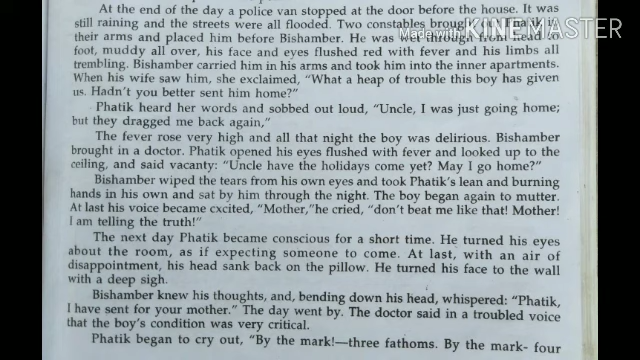 At the end of the day a police van stopped at the door before the house. It was
still raining and the streets were all flooded. Two constables brought
their arms and placed him before Bishamber. He was wet through from head to
foot, muddy all over, his face and eyes flushed red with fever and his limbs all
trembling. Bishamber carried him in his arms and took him into the inner apartments.
When his wife saw him, she exclaimed, “What a heap of trouble this boy has given
us. Hadn't you better sent him home?”
Phatik heard her words and sobbed out loud, “Uncle, I was just going home;
but they dragged me back again,”
The fever rose very high and all that night the boy was delirious. Bishamber
brought in a doctor. Phatik opened his eyes flushed with fever and looked up to the
ceiling, and said vacanty: “Uncle have the holidays come yet? May I go home?”
Bishamber wiped the tears from his own eyes and took Phatik's lean and burning
hands in his own and sat by him through the night. The boy began again to mutter.
At last his voice became excited, “Mother,” he cried, “don't beat me like that! Mother!
I am telling the truth!”
The next day Phatik became conscious for a short time. He turned his eyes
about the room, as if expecting someone to come. At last, with an air of
disappointment, his head sank back on the pillow. He turned his face to the wall
with a deep sigh.
Bishamber knew his thoughts, and, bending down his head, whispered: “Phatik,
I have sent for your mother.” The day went by. The doctor said in a troubled voice
that the boy's condition was very critical.
Phatik began to cry out, “By the mark!—three fathoms. By the mark- four
Made with KINEMASTER